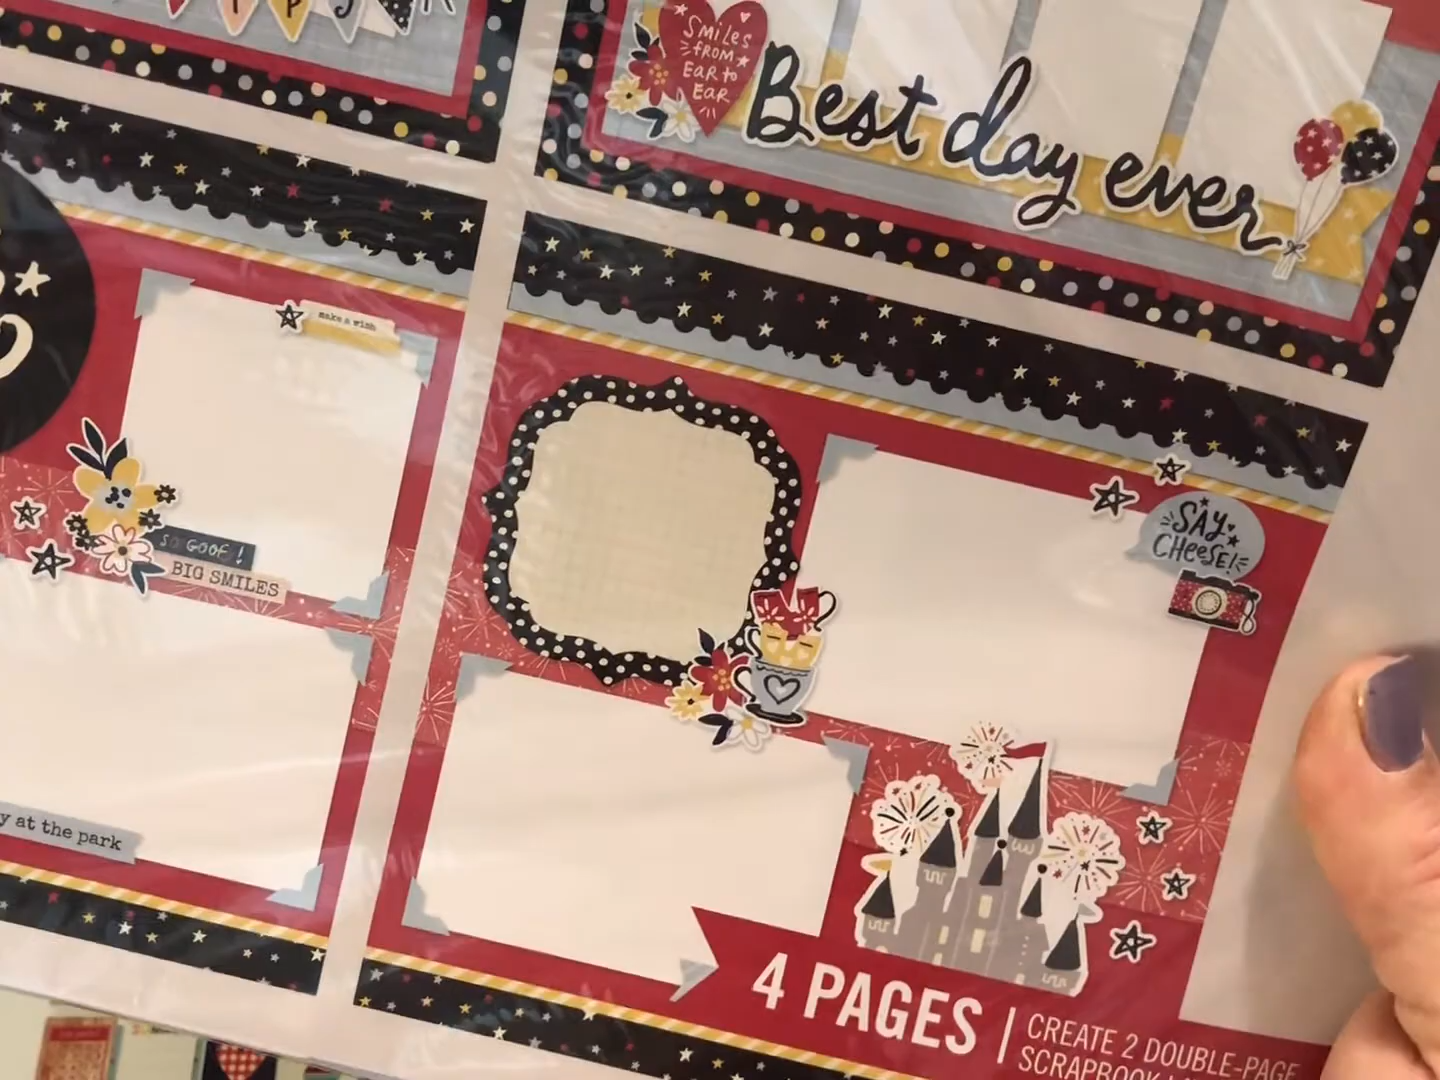 SMILES
FROM
EAR TO
EAR
Best day ever
make a wish
SO GOOF !
BIG SMILES
SAY
CHEESE!
y at the park
4 PAGES | CREATE 2 DOUBLE-PAGE
SCRAPBOOK